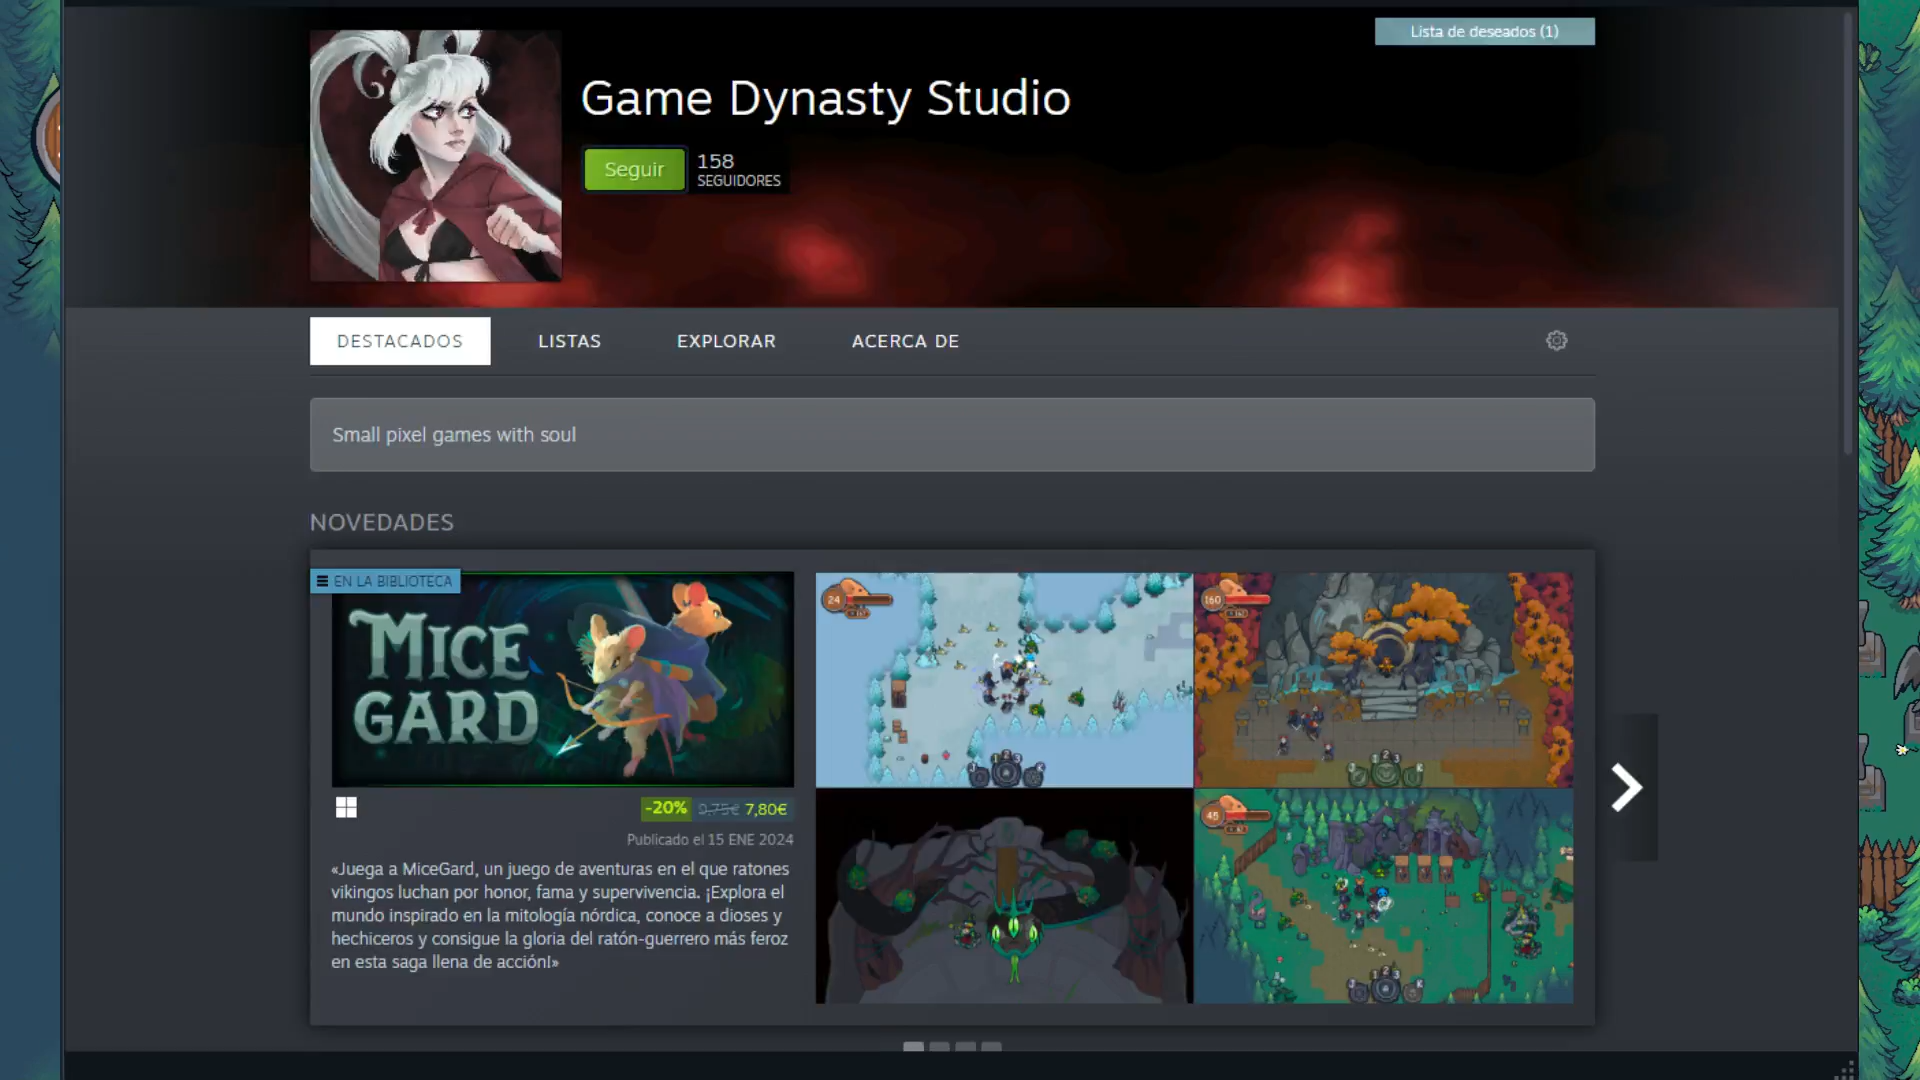 Lista de deseados (1)
Game Dynasty Studio
Seguir
158
SEGUIDORES
DESTACADOS
LISTAS
EXPLORAR
ACERCA DE
Small pixel games with soul
NOVEDADES
EN LA BIBLIOTECA
MICE
GARD
-20% 9,75€ 7,80€
Publicado el 15 ENE 2024
«Juega a MiceGard, un juego de aventuras en el que ratones
vikingos luchan por honor, fama y supervivencia. ¡Explora el
mundo inspirado en la mitología nórdica, conoce a dioses y
hechiceros y consigue la gloria del ratón-guerrero más feroz
en esta saga llena de acción!»
24
160
45